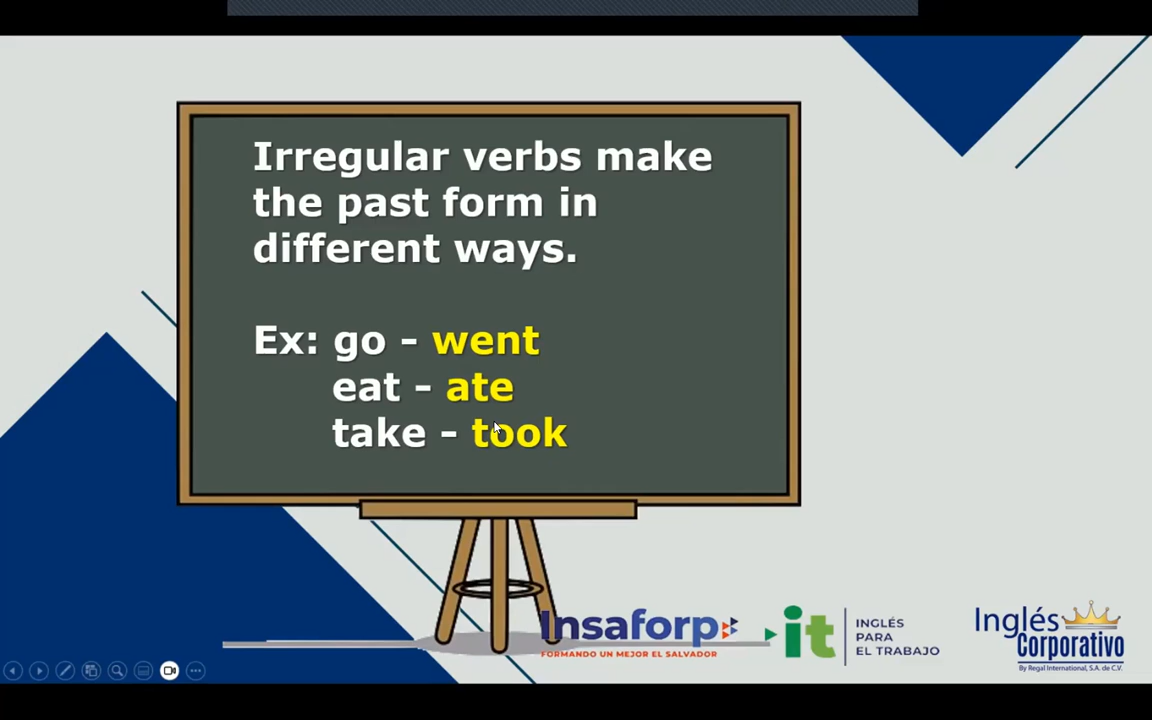 Irregular verbs make
the past form in
different ways.
Ex: go - went
eat - ate
take - took
Insaforp
FORMANDO UN MEJOR EL SALVADOR
it
INGLÉS
PARA
EL TRABAJO
Inglés
Corporativo
By Regal International, S.A. de C.V.